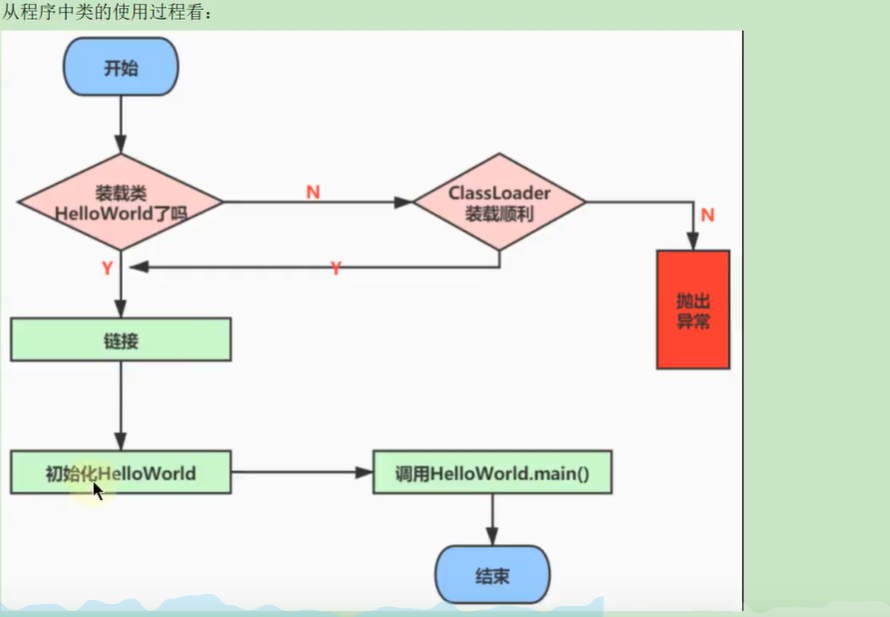 从程序中类的使用过程看：
开始
装载类
HelloWorld了吗
N
ClassLoader
装载顺利
N
Y
Y
抛出
异常
链接
初始化HelloWorld
调用HelloWorld.main()
结束